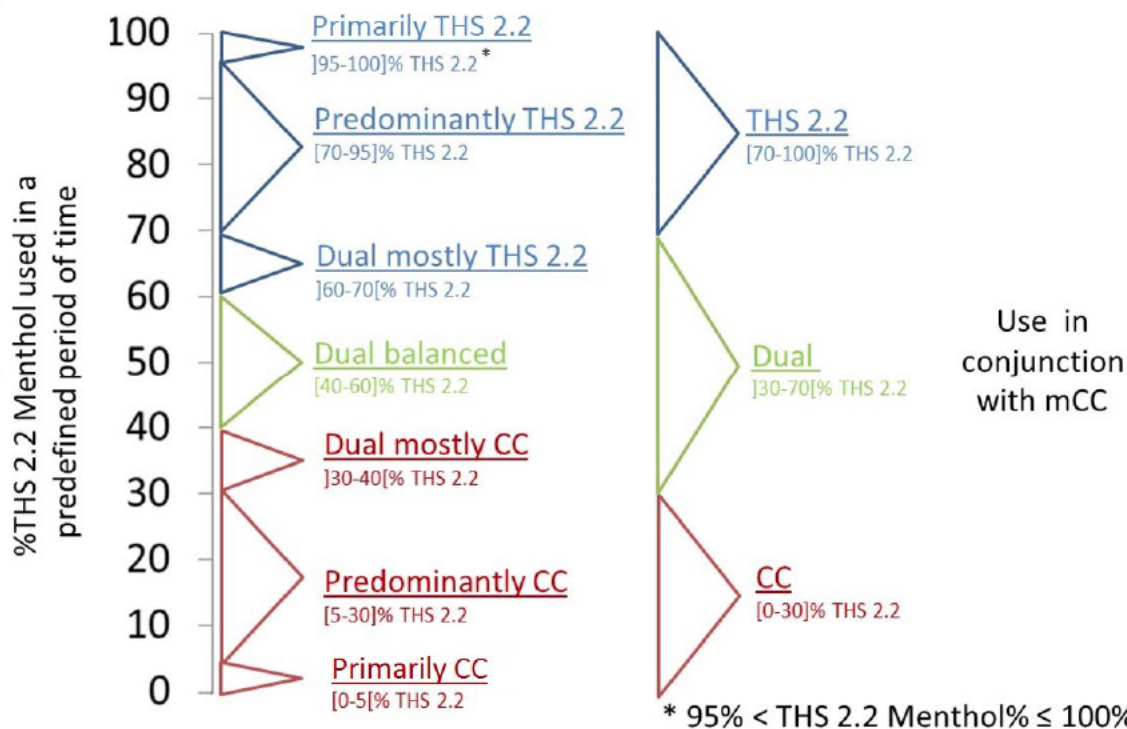 %THS 2.2 Menthol used in a
predefined period of time
100
90
80
70
60
50
40
30
20
10
0
Primarily THS 2.2
]95-100]% THS 2.2*
Predominantly THS 2.2
[70-95]% THS 2.2
Dual mostly THS 2.2
]60-70[% THS 2.2
Dual balanced
[40-60]% THS 2.2
Dual mostly CC
]30-40[% THS 2.2
Predominantly CC
[5-30]% THS 2.2
Primarily CC
[0-5[% THS 2.2
THS 2.2
[70-100]% THS 2.2
Dual
]30-70[% THS 2.2
CC
[0-30]% THS 2.2
Use in
conjunction
with mCC
* 95% < THS 2.2 Menthol% ≤ 100%